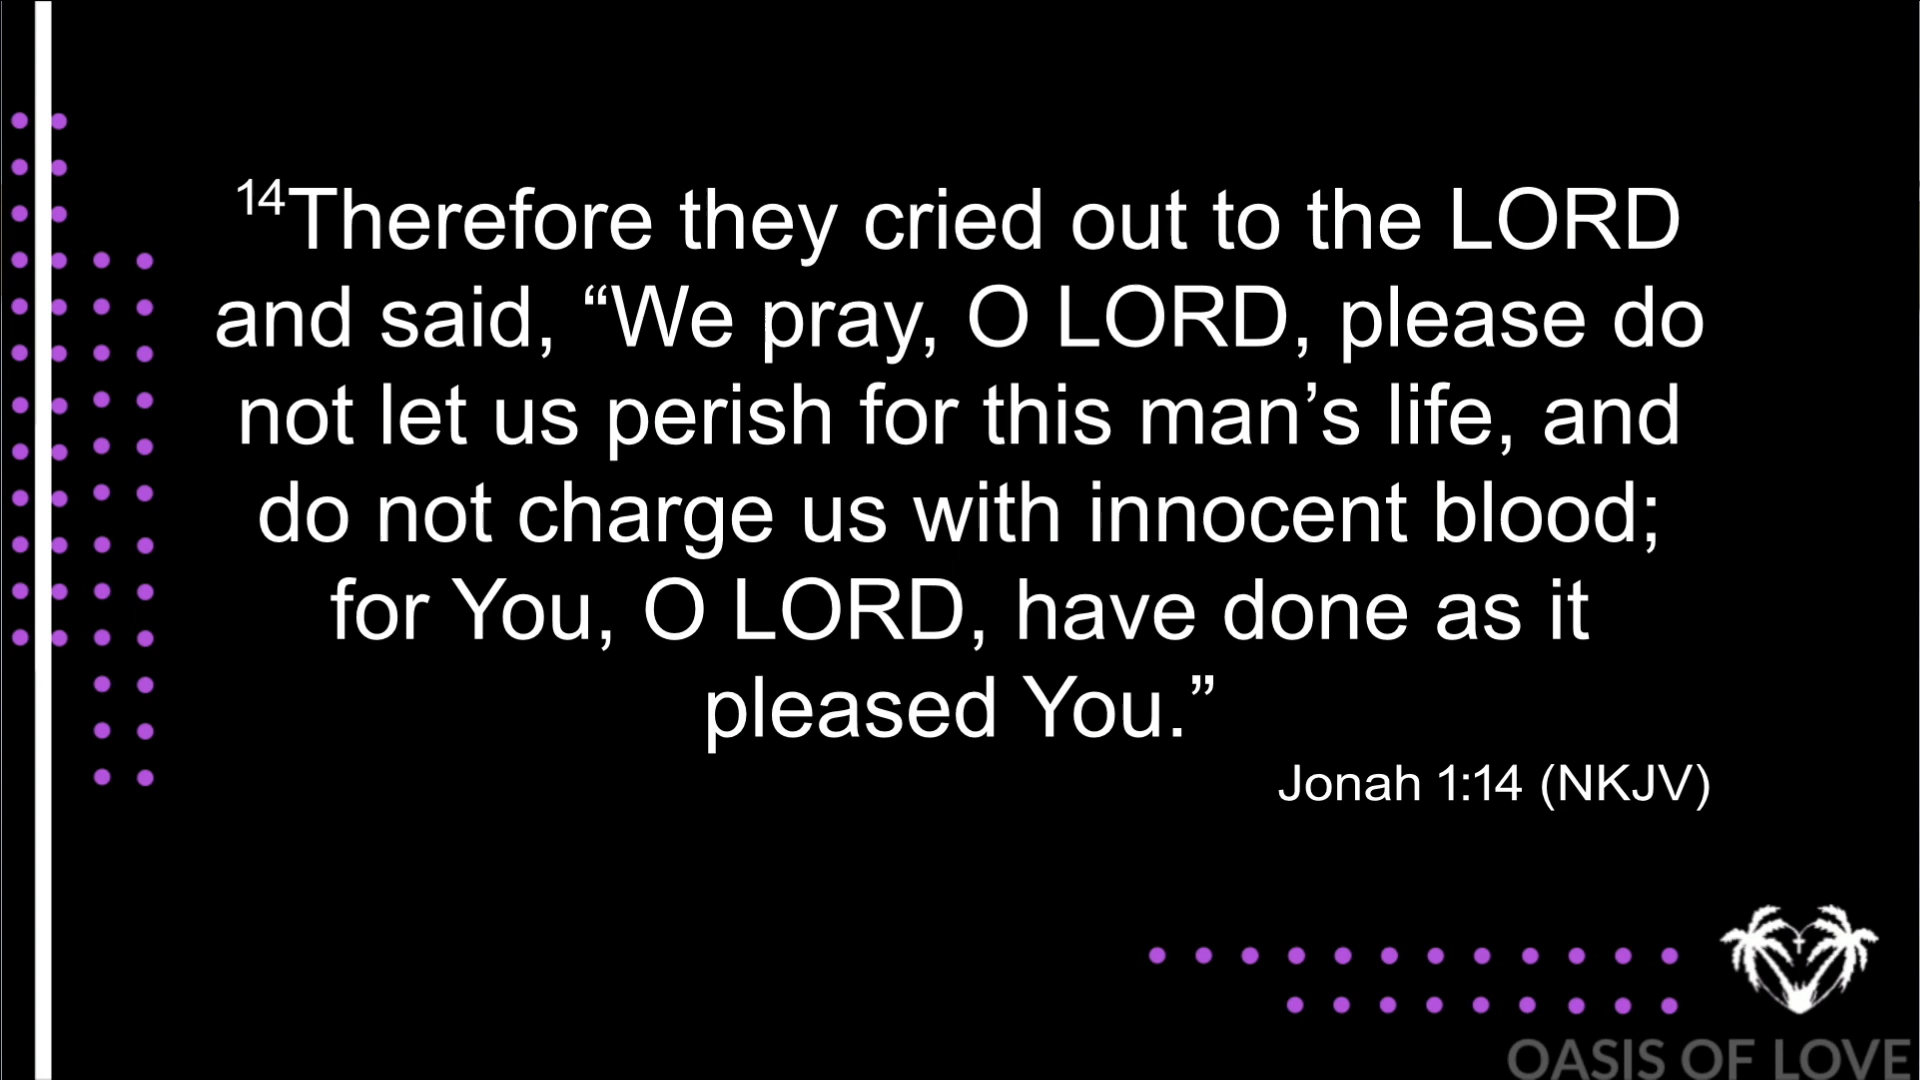 14Therefore they cried out to the LORD
and said, “We pray, O LORD, please do
not let us perish for this man’s life, and
do not charge us with innocent blood;
for You, O LORD, have done as it
pleased You.”
Jonah 1:14 (NKJV)
OASIS OF LOVE